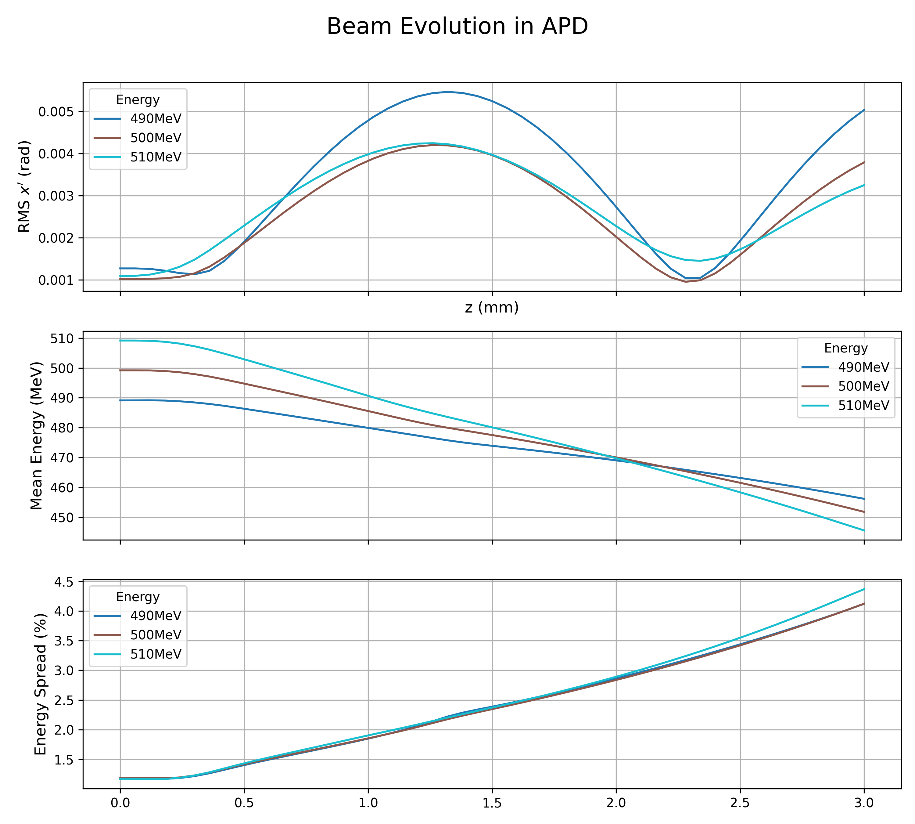 Beam Evolution in APD
RMS x′ (rad)
0.005
0.004
0.003
0.002
0.001
Energy
490MeV
500MeV
510MeV
z (mm)
Mean Energy (MeV)
510
500
490
480
470
460
450
Energy
490MeV
500MeV
510MeV
Energy Spread (%)
4.5
4.0
3.5
3.0
2.5
2.0
1.5
Energy
490MeV
500MeV
510MeV
0.0 0.5 1.0 1.5 2.0 2.5 3.0